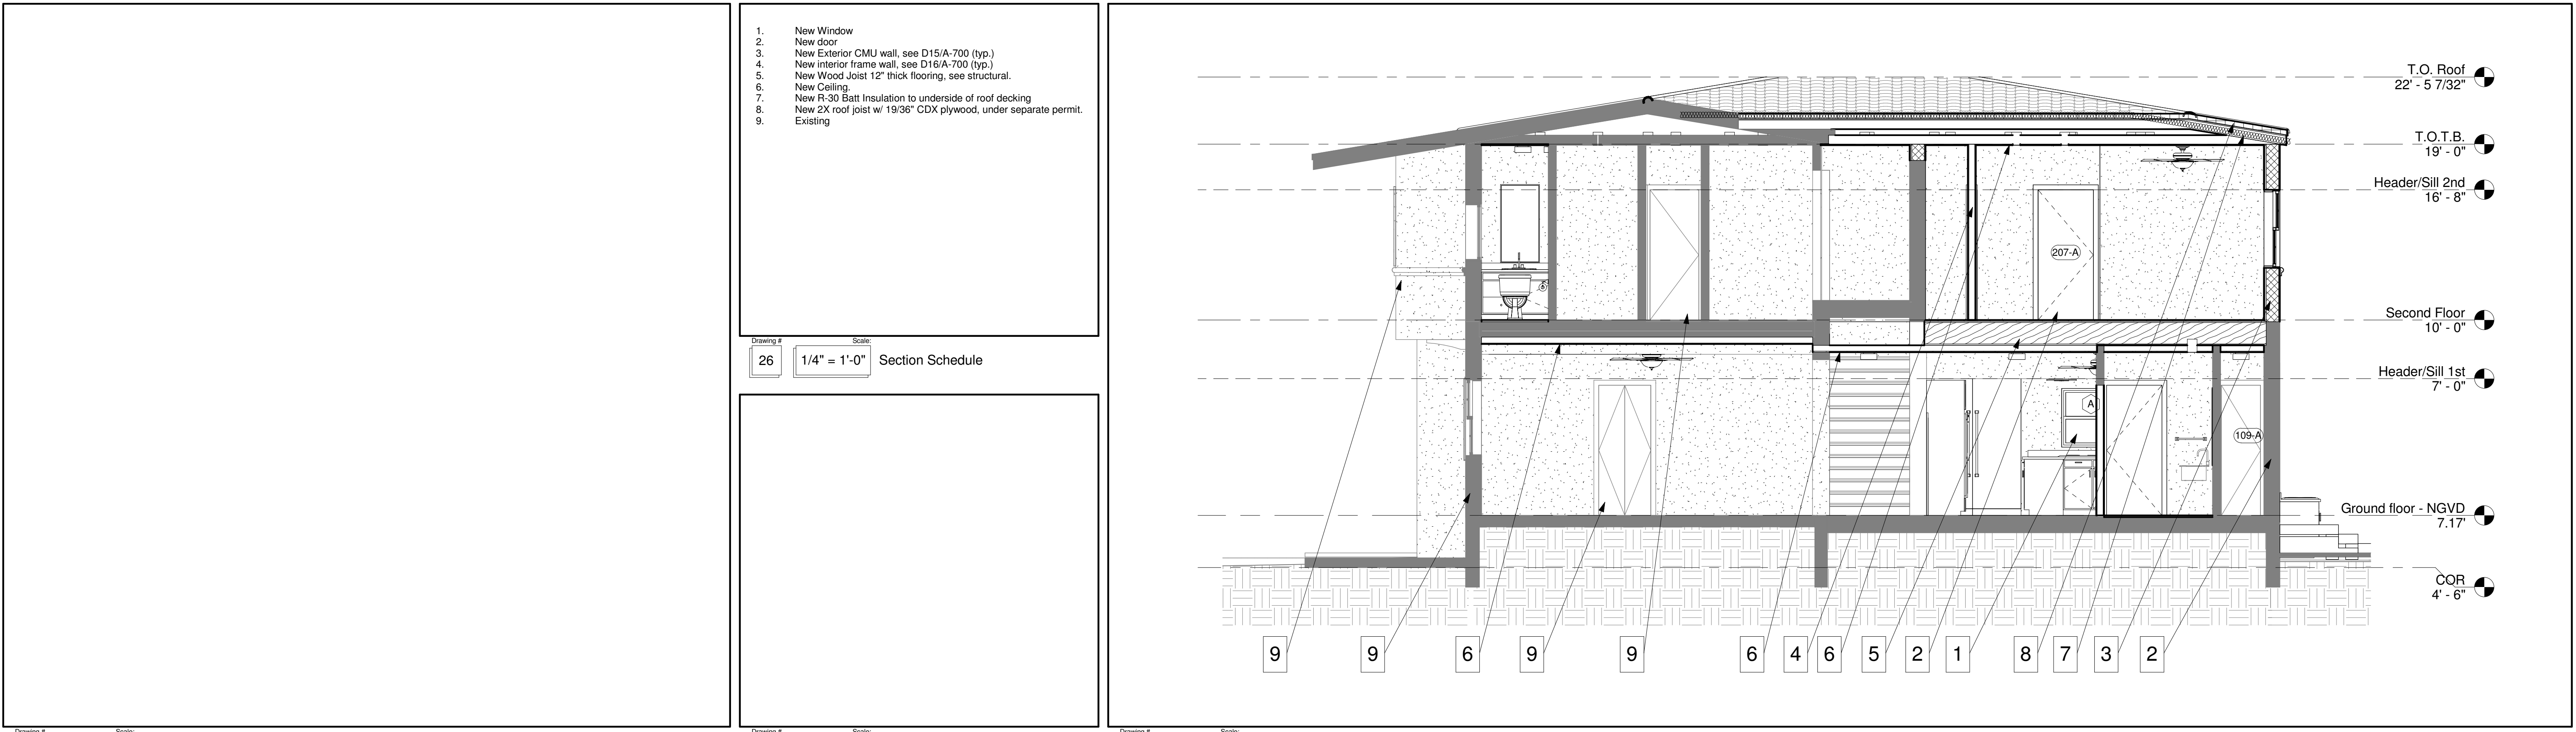 1. New Window
2. New door
3. New Exterior CMU wall, see D15/A-700 (typ.)
4. New interior frame wall, see D16/A-700 (typ.)
5. New Wood Joist 12" thick flooring, see structural.
6. New Ceiling.
7. New R-30 Batt Insulation to underside of roof decking
8. New 2X roof joist w/ 19/36" CDX plywood, under separate permit.
9. Existing
Drawing # Scale:
26 1/4" = 1'-0" Section Schedule
T.O. Roof
22' - 5 7/32"
T.O.T.B.
19' - 0"
Header/Sill 2nd
16' - 8"
207-A
Second Floor
10' - 0"
Header/Sill 1st
7' - 0"
A
109-A
Ground floor - NGVD
7.17'
COR
4' - 6"
9 9 6 9 9 6 4 6 5 2 1 8 7 3 2
Drawing # Scale:
Drawing # Scale:
Drawing # Scale: